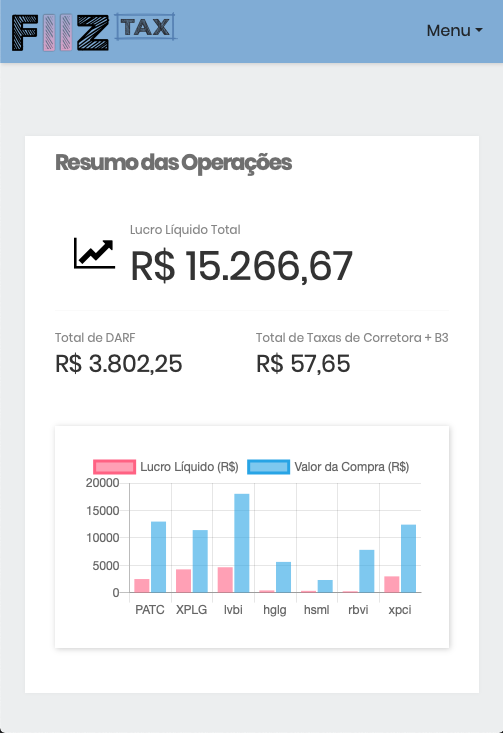 FIIZ TAX
Menu
Resumo das Operações
Lucro Líquido Total
R$ 15.266,67
Total de DARF
Total de Taxas de Corretora + B3
R$ 3.802,25
R$ 57,65
Lucro Líquido (R$) Valor da Compra (R$)
20000
15000
10000
5000
0
PATC XPLG lvbi hglg hsml rbvi xpci